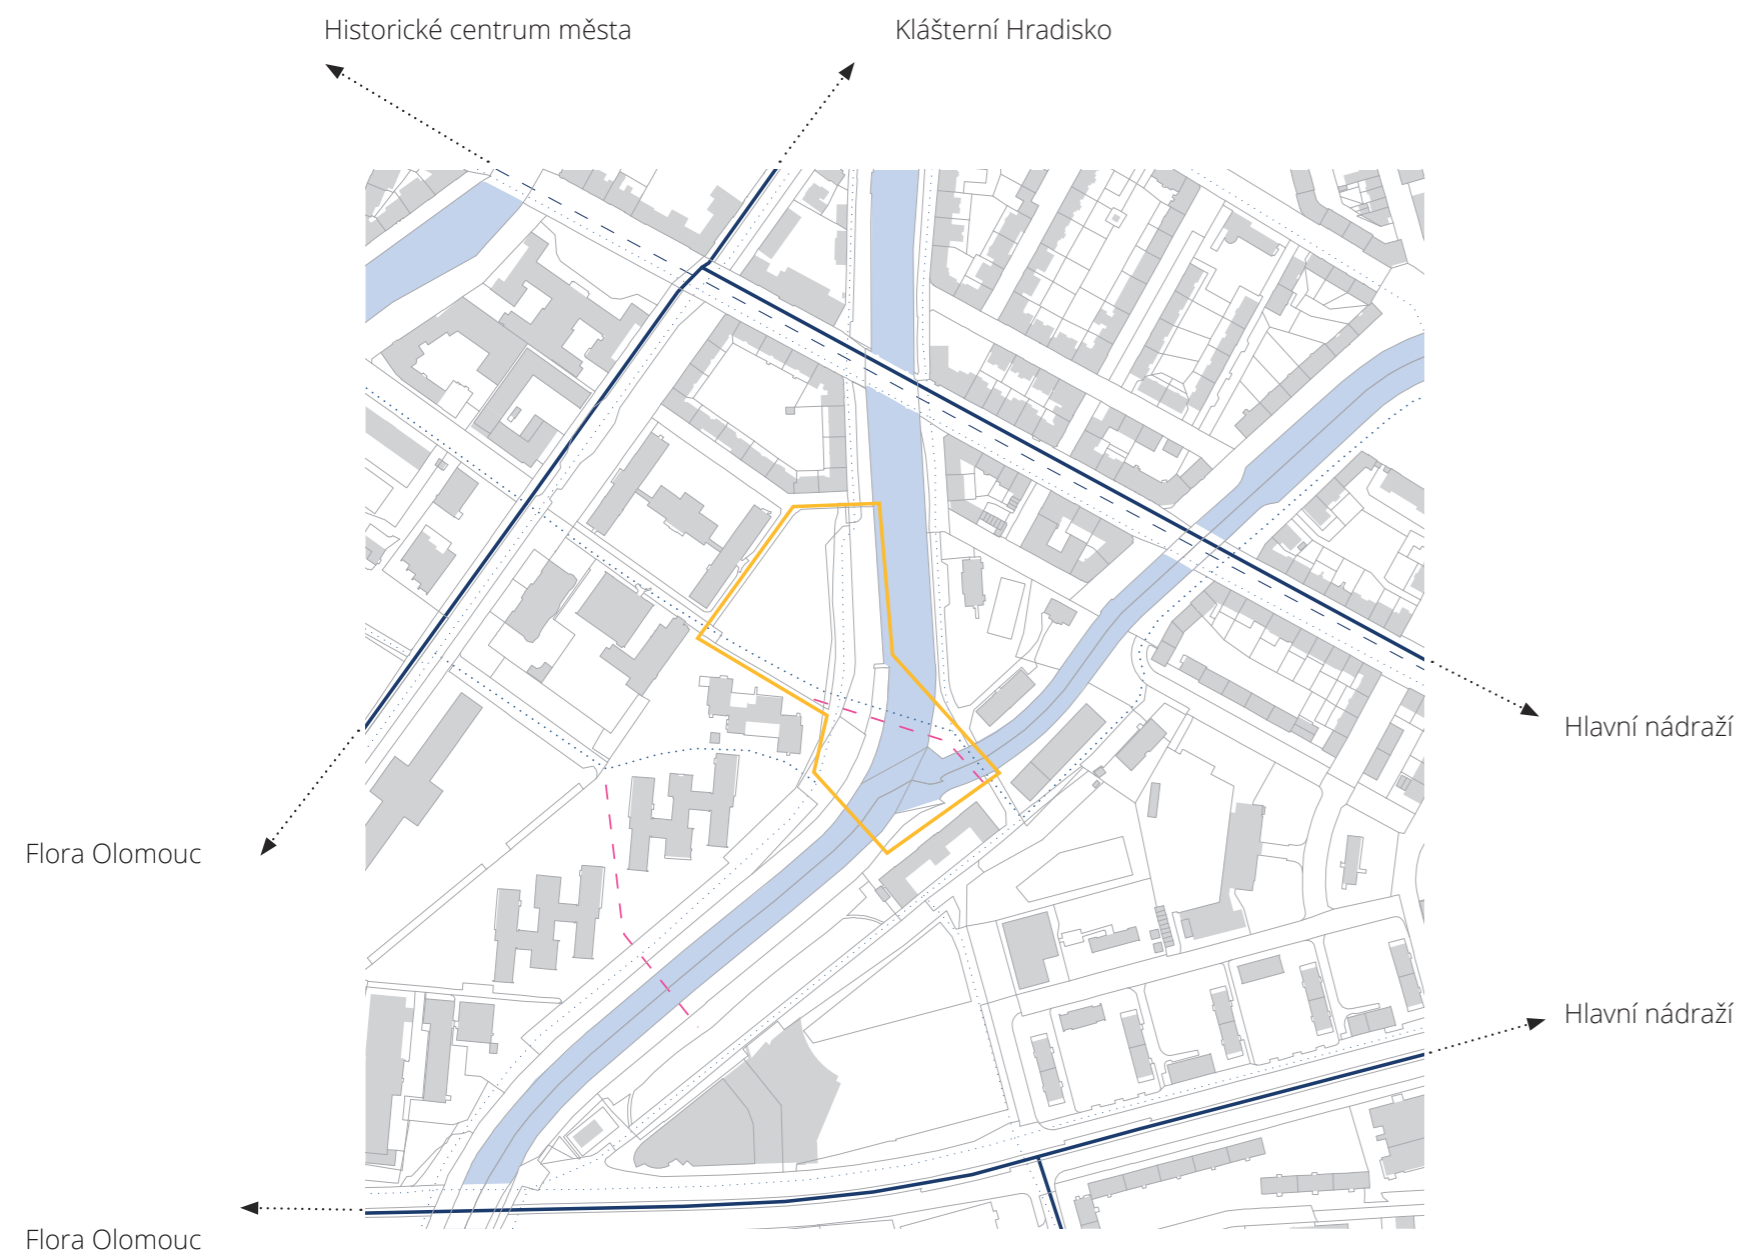 Historické centrum města
Klášterní Hradisko
Hlavní nádraží
Flora Olomouc
Hlavní nádraží
Flora Olomouc